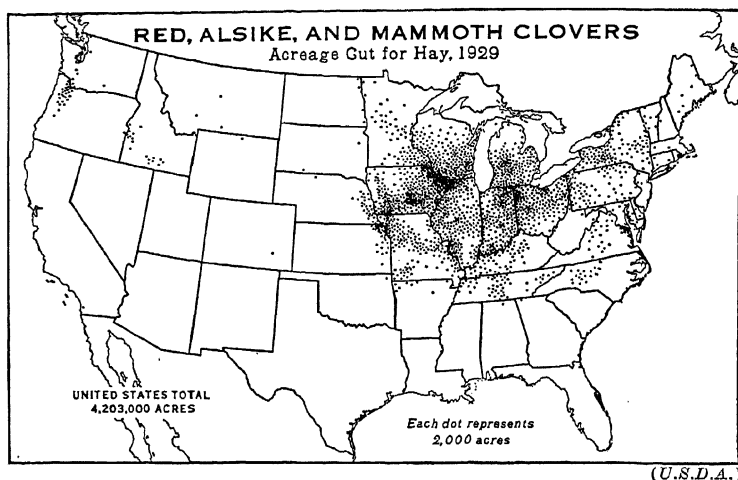 RED, ALSIKE, AND MAMMOTH CLOVERS
Acreage Cut for Hay, 1929
UNITED STATES TOTAL
4,203,000 ACRES
Each dot represents
2,000 acres
(U.S.D.A.)